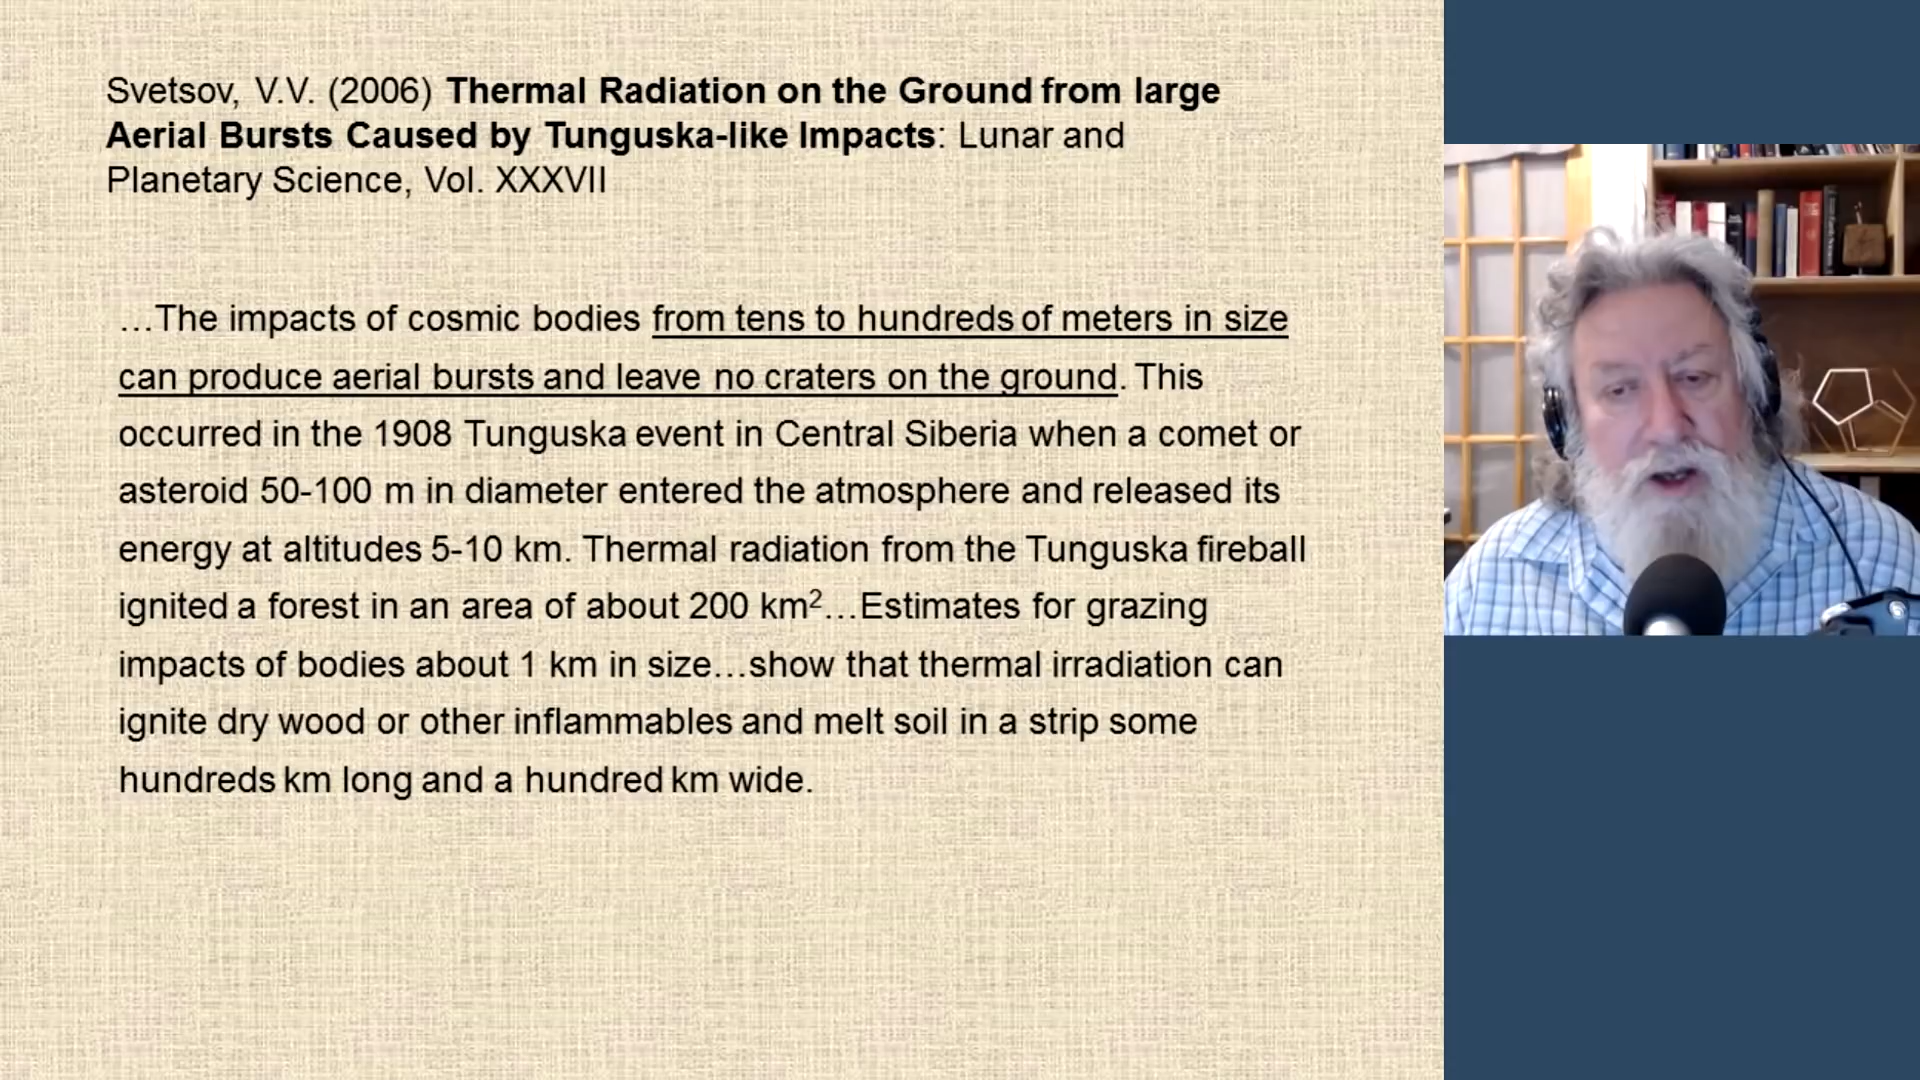 Svetsov, V.V. (2006) Thermal Radiation on the Ground from large
Aerial Bursts Caused by Tunguska-like Impacts: Lunar and
Planetary Science, Vol. XXXVII
…The impacts of cosmic bodies from tens to hundreds of meters in size
can produce aerial bursts and leave no craters on the ground. This
occurred in the 1908 Tunguska event in Central Siberia when a comet or
asteroid 50-100 m in diameter entered the atmosphere and released its
energy at altitudes 5-10 km. Thermal radiation from the Tunguska fireball
ignited a forest in an area of about 200 km²…Estimates for grazing
impacts of bodies about 1 km in size…show that thermal irradiation can
ignite dry wood or other inflammables and melt soil in a strip some
hundreds km long and a hundred km wide.